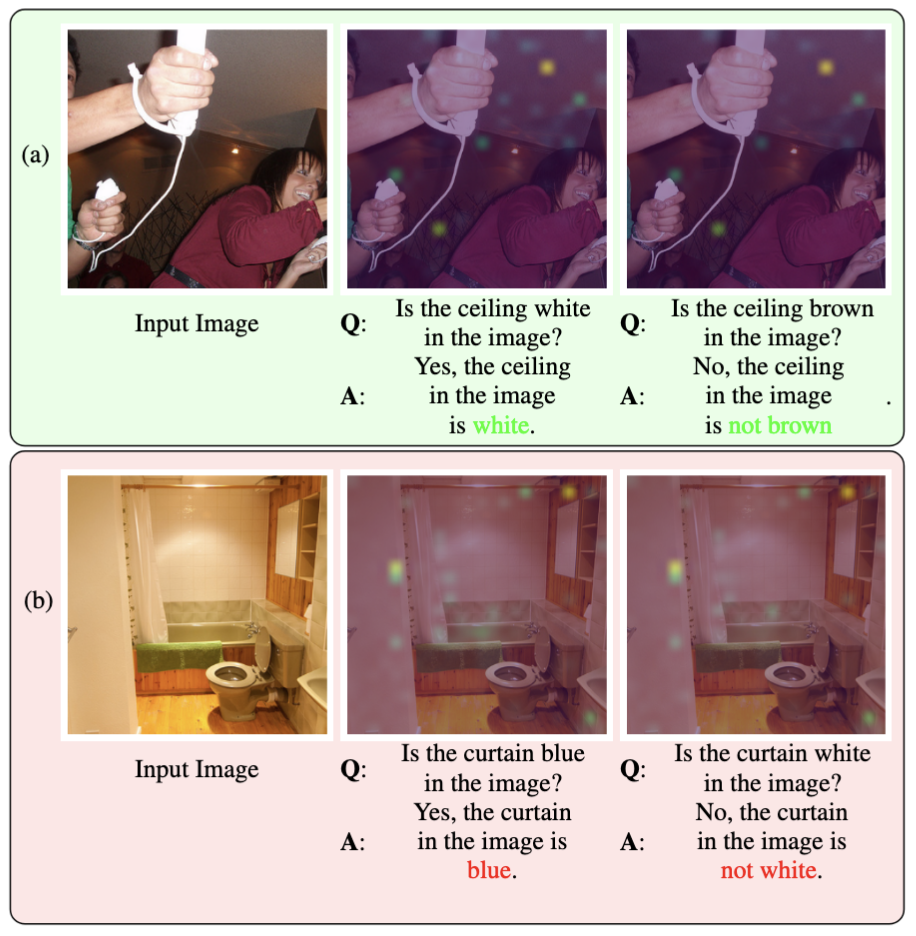 (a)
Input Image
Q: Is the ceiling white
in the image?
A: Yes, the ceiling
in the image
is white.
Q: Is the ceiling brown
in the image?
A: No, the ceiling
in the image
is not brown.
(b)
Input Image
Q: Is the curtain blue
in the image?
A: Yes, the curtain
in the image is
blue.
Q: Is the curtain white
in the image?
A: No, the curtain
in the image is
not white.